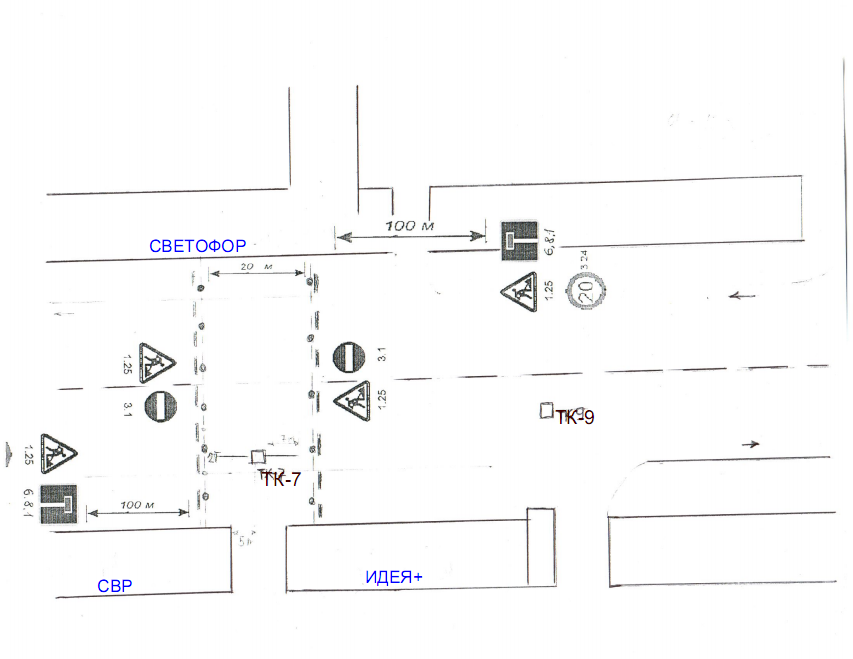 100 м
6.8.1
СВЕТОФОР
20 м
3.24
1.25
20
1.25
3.1
3.1
1.25
ТК-9
1.25
ТК-7
6.8.1
100 м
СВР
ИДЕЯ+